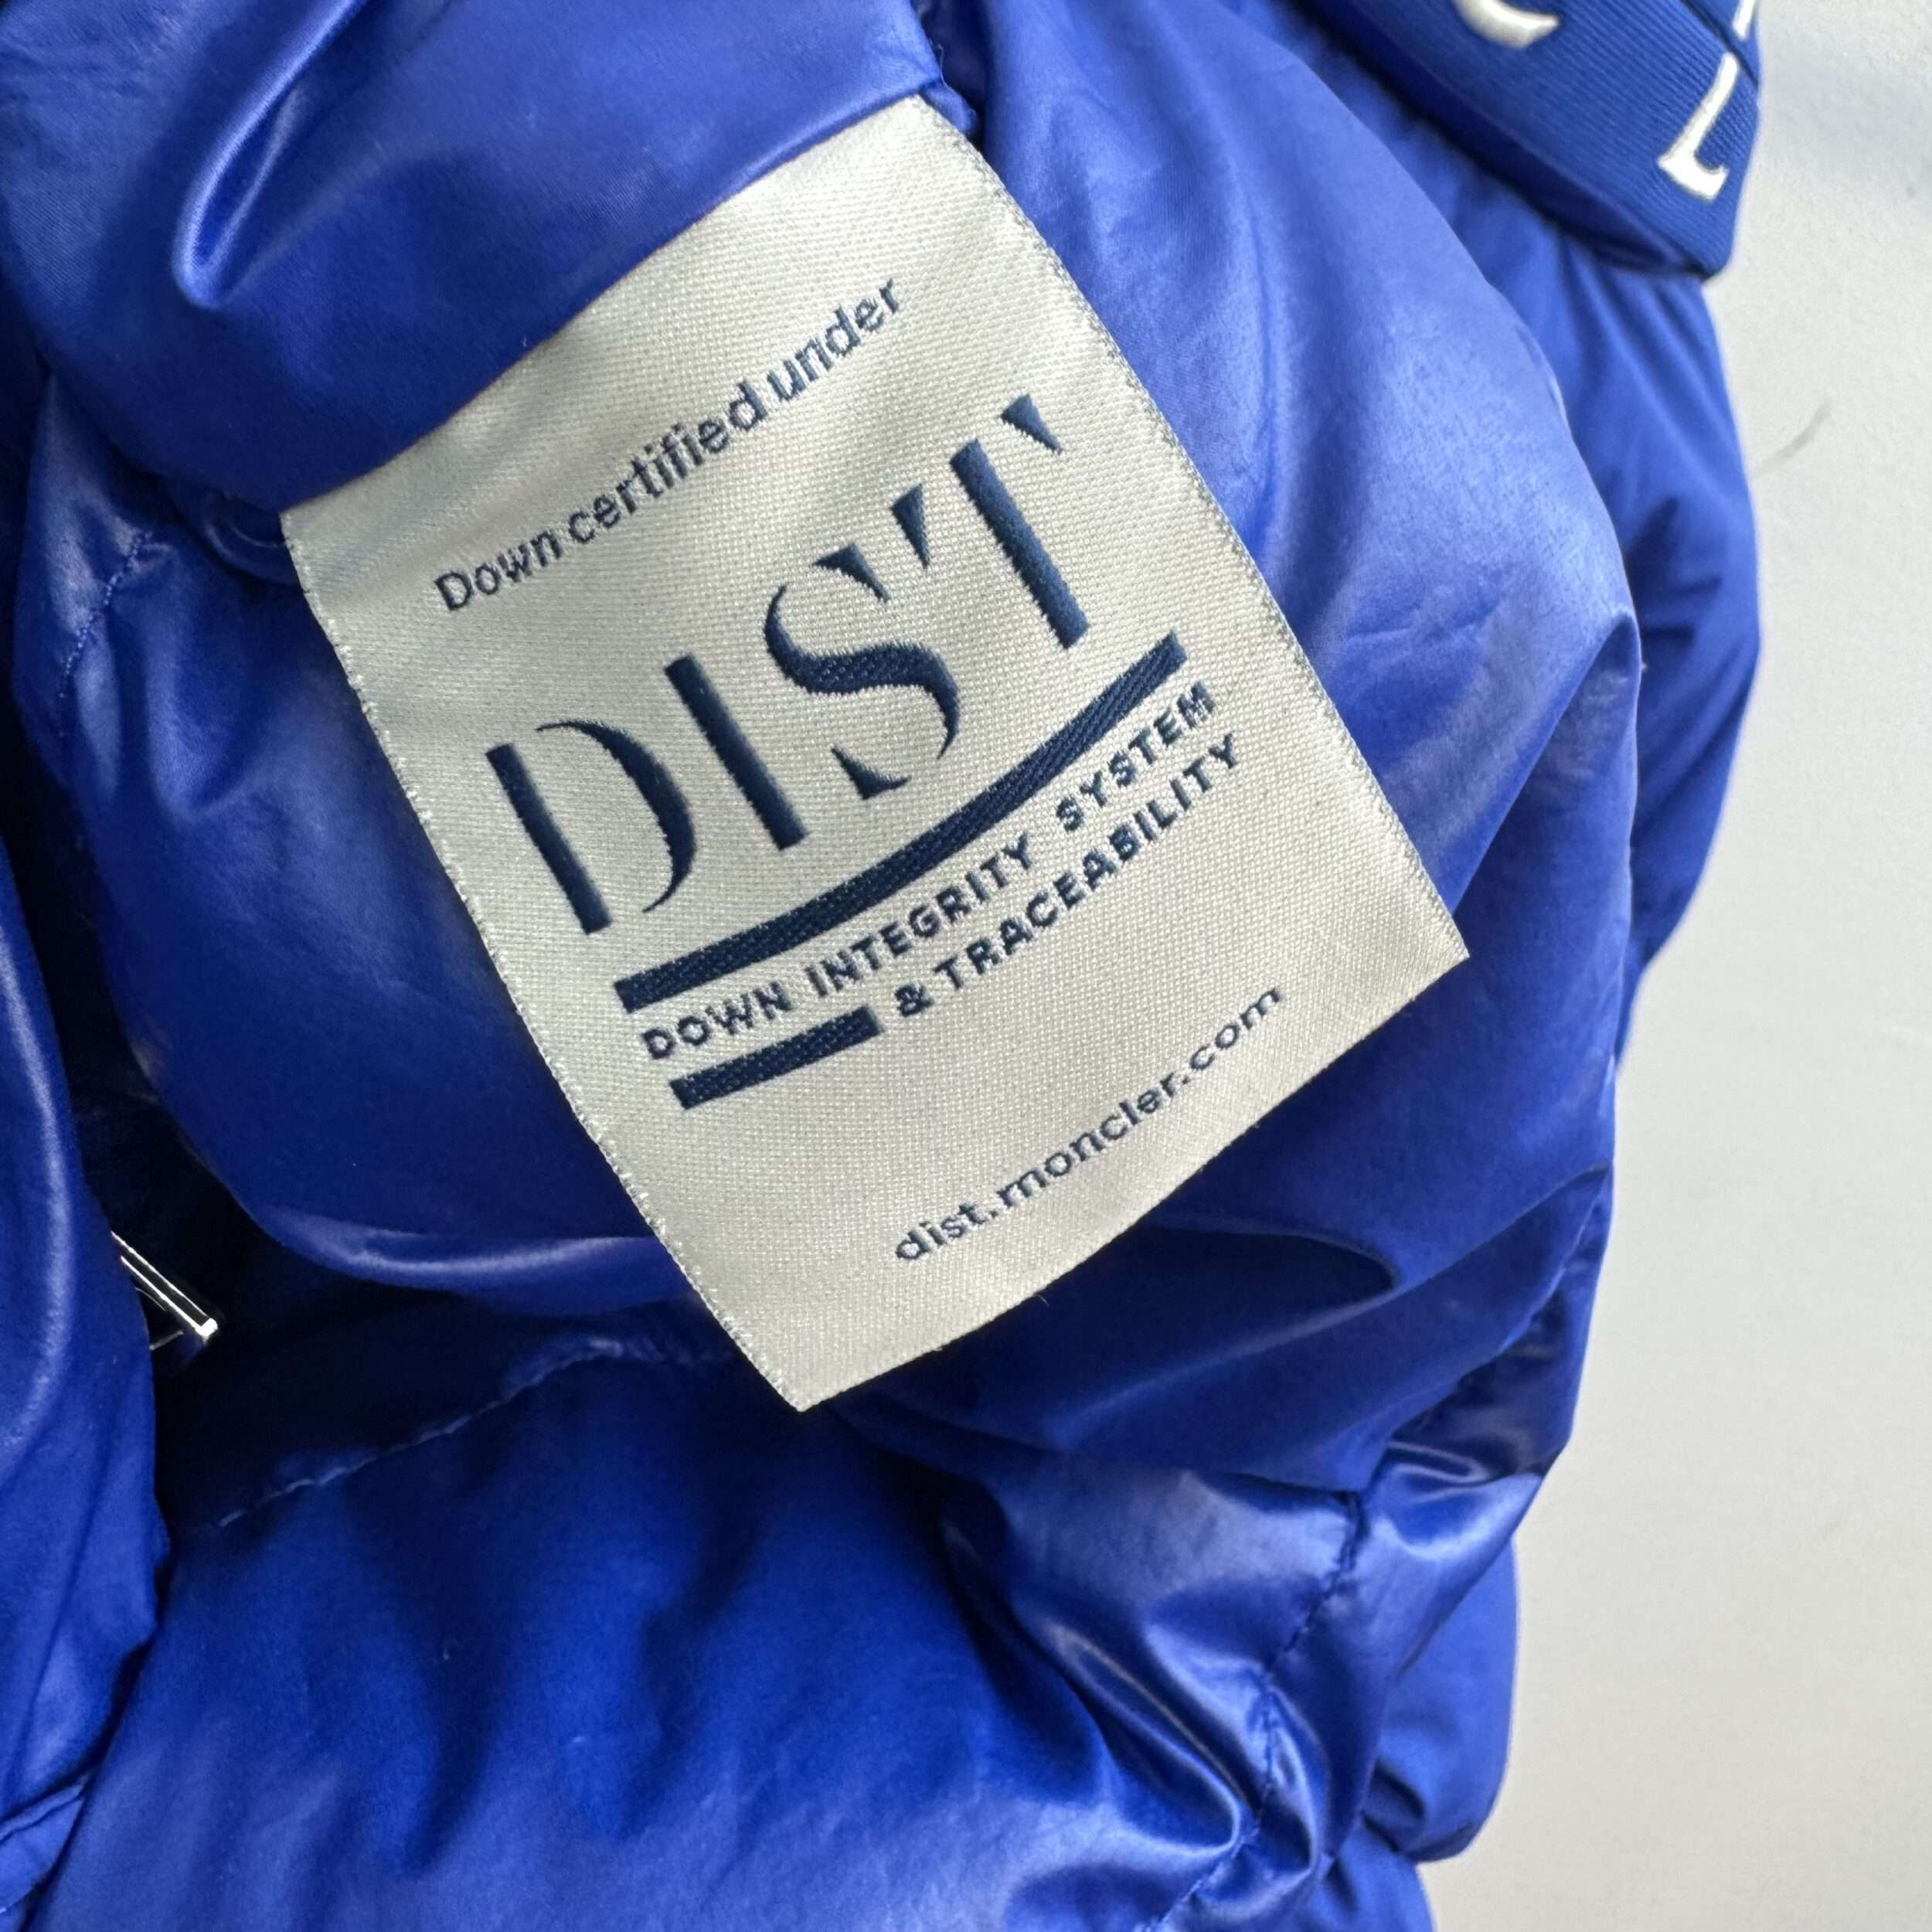 Down certified under
DIST
DOWN INTEGRITY SYSTEM
& TRACEABILITY
dist.moncler.com